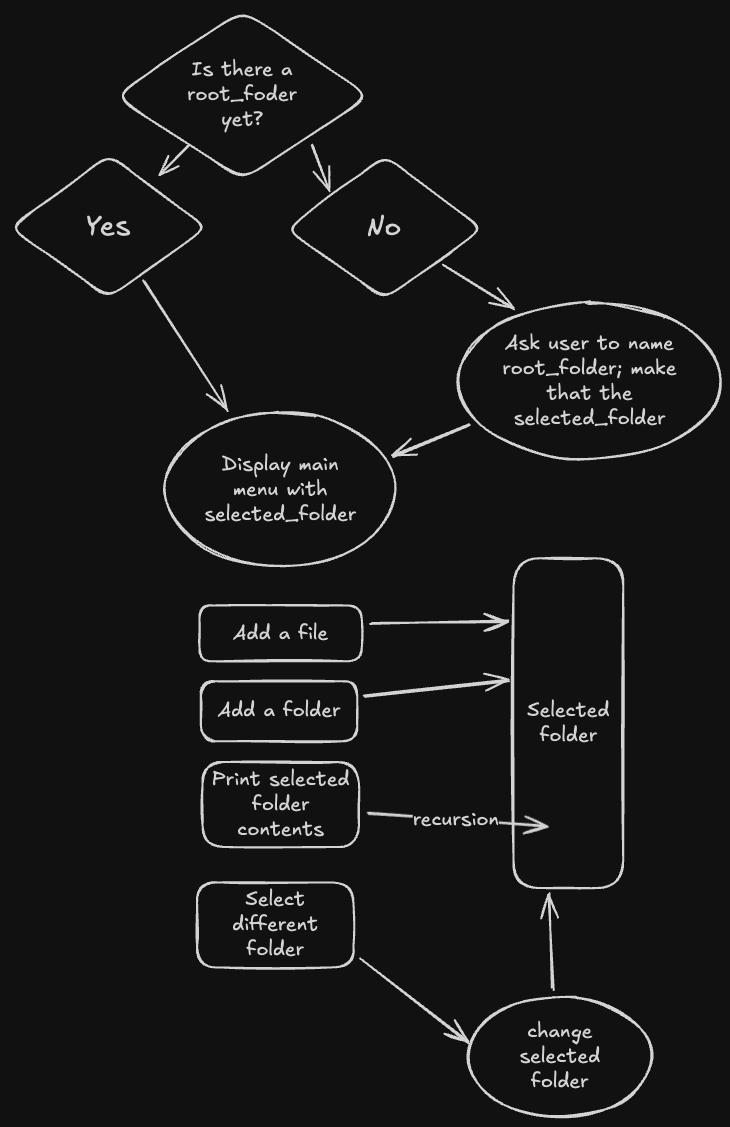 Is there a
root_foder
yet?
Yes
No
Ask user to name
root_folder; make
that the
selected_folder
Display main
menu with
selected_folder
Add a file
Add a folder
Print selected
folder
contents
Selected
folder
recursion
Select
different
folder
change
selected
folder